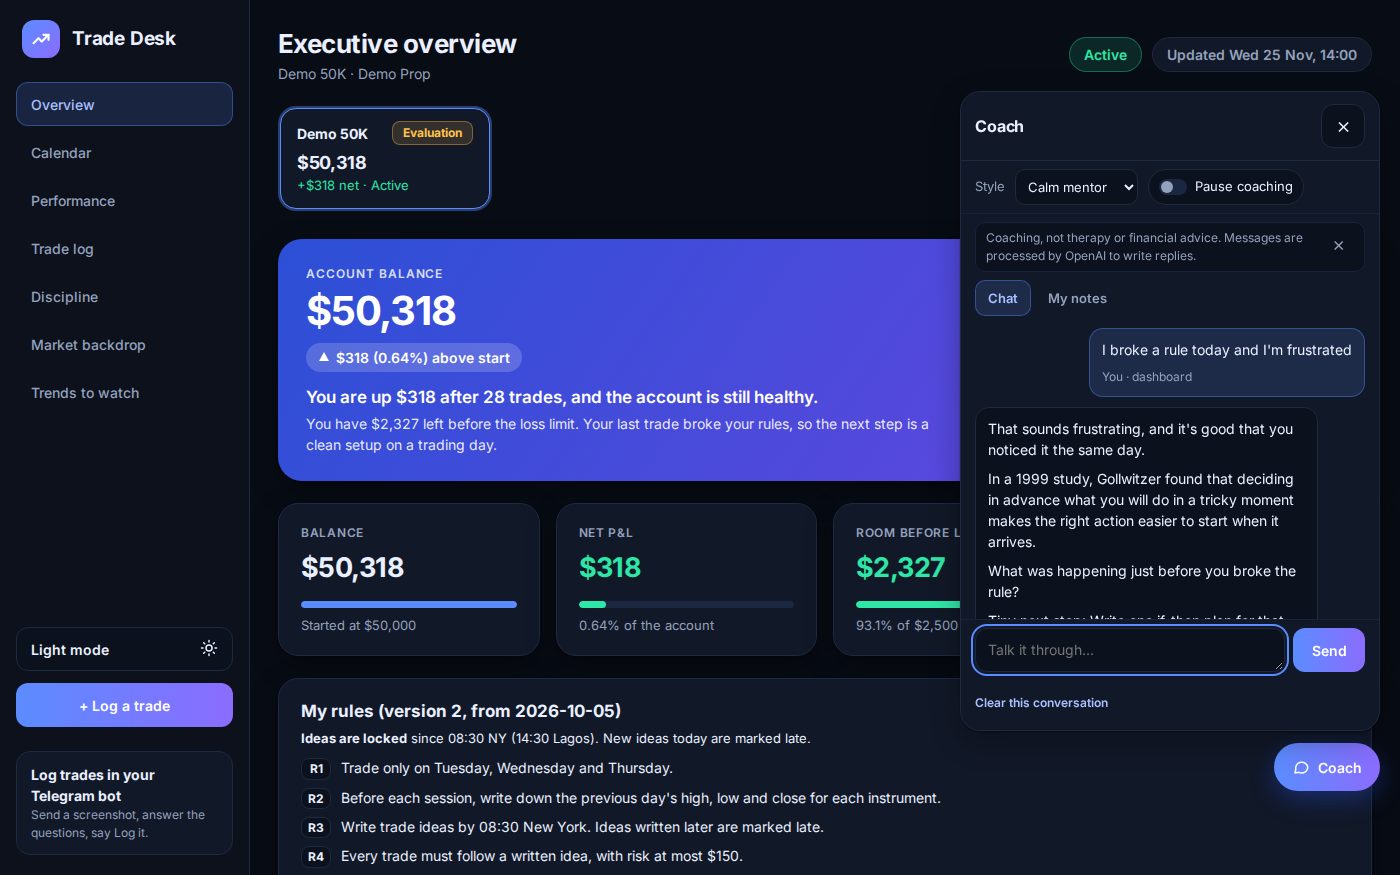 Trade Desk
Overview
Calendar
Performance
Trade log
Discipline
Market backdrop
Trends to watch
Light mode
+ Log a trade
Log trades in your
Telegram bot
Send a screenshot, answer the
questions, say Log it.
Executive overview
Demo 50K · Demo Prop
Active
Updated Wed 25 Nov, 14:00
Demo 50K
Evaluation
$50,318
+$318 net · Active
ACCOUNT BALANCE
$50,318
▲ $318 (0.64%) above start
You are up $318 after 28 trades, and the account is still healthy.
You have $2,327 left before the loss limit. Your last trade broke your rules, so the next step is a
clean setup on a trading day.
BALANCE
$50,318
Started at $50,000
NET P&L
$318
0.64% of the account
ROOM BEFORE L
$2,327
93.1% of $2,500
My rules (version 2, from 2026-10-05)
Ideas are locked since 08:30 NY (14:30 Lagos). New ideas today are marked late.
R1 Trade only on Tuesday, Wednesday and Thursday.
R2 Before each session, write down the previous day's high, low and close for each instrument.
R3 Write trade ideas by 08:30 New York. Ideas written later are marked late.
R4 Every trade must follow a written idea, with risk at most $150.
Coach
Style
Calm mentor
Pause coaching
Coaching, not therapy or financial advice. Messages are
processed by OpenAI to write replies.
Chat
My notes
I broke a rule today and I'm frustrated
You · dashboard
That sounds frustrating, and it's good that you
noticed it the same day.
In a 1999 study, Gollwitzer found that deciding
in advance what you will do in a tricky moment
makes the right action easier to start when it
arrives.
What was happening just before you broke the
rule?
Talk it through...
Send
Clear this conversation
Coach